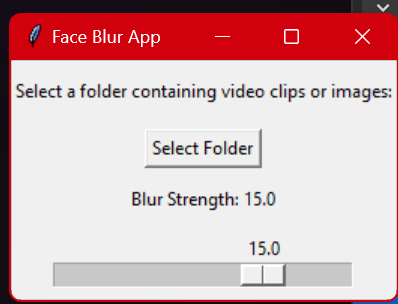 Face Blur App
Select a folder containing video clips or images:
Select Folder
Blur Strength: 15.0
15.0